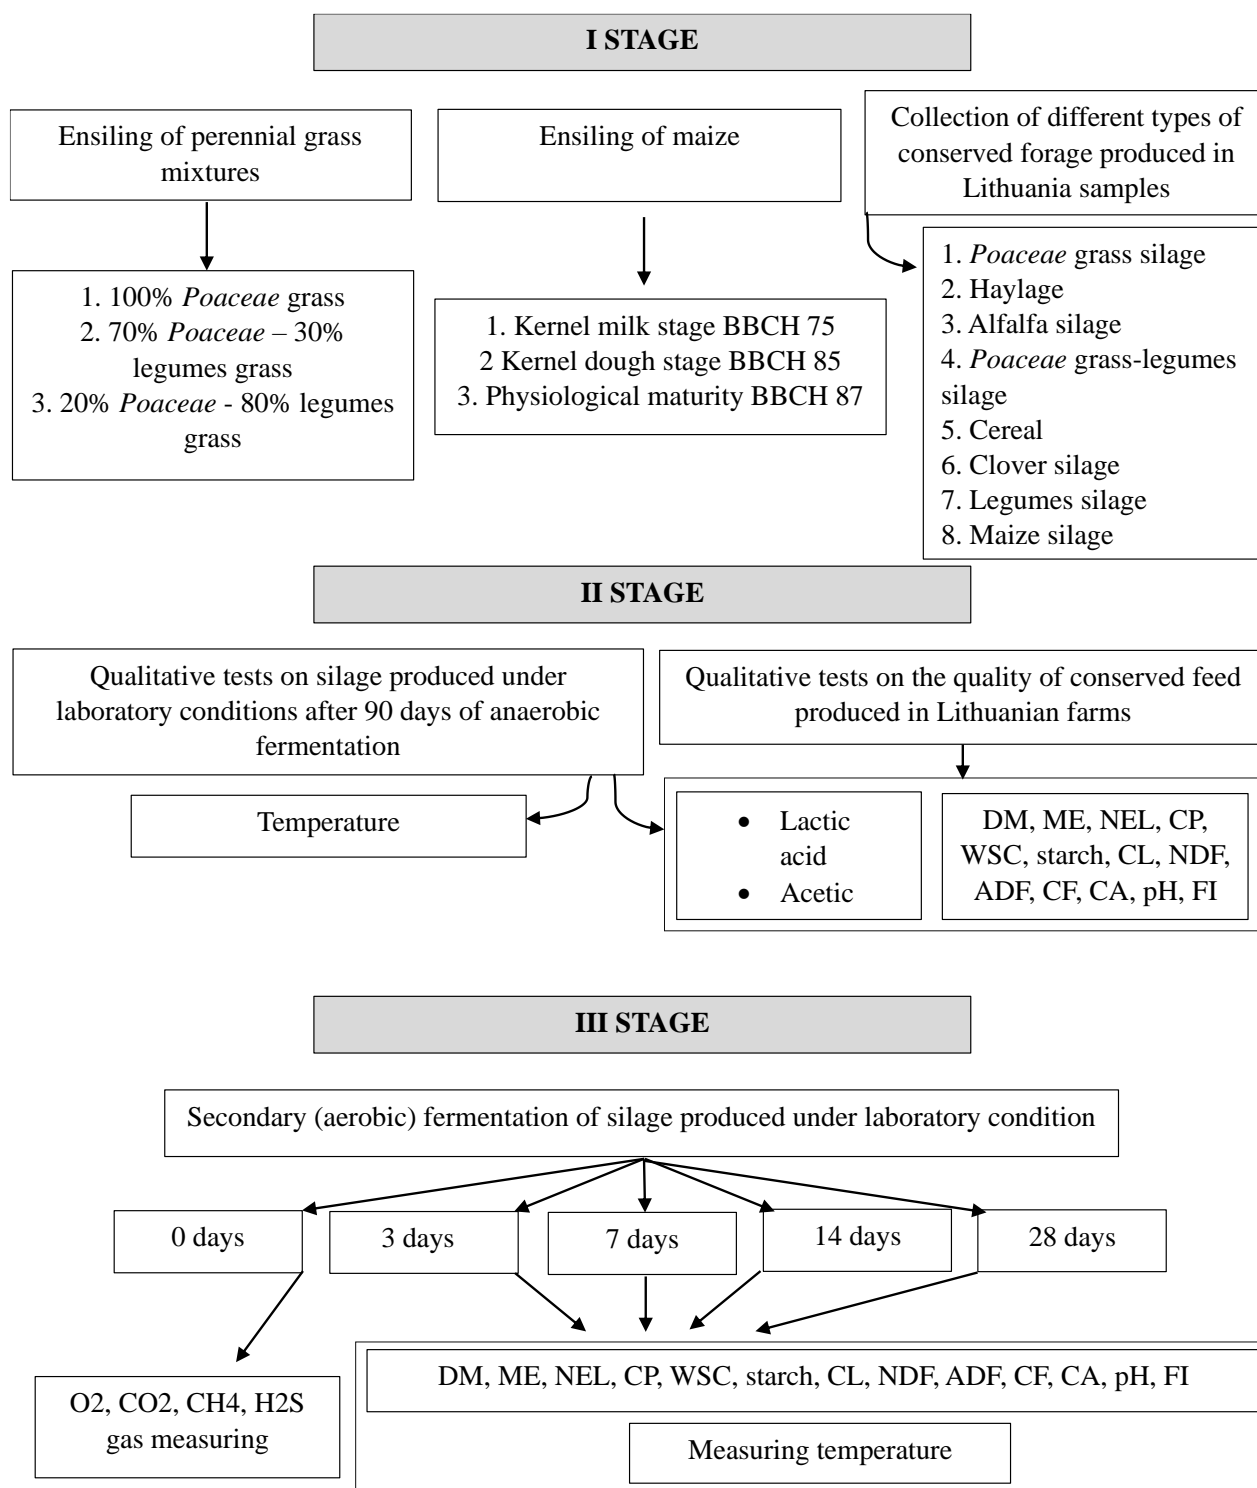 I STAGE
Ensiling of perennial grass
mixtures
Ensiling of maize
Collection of different types of
conserved forage produced in
Lithuania samples
1. 100% Poaceae grass
2. 70% Poaceae – 30%
legumes grass
3. 20% Poaceae - 80% legumes
grass
1. Kernel milk stage BBCH 75
2 Kernel dough stage BBCH 85
3. Physiological maturity BBCH 87
1. Poaceae grass silage
2. Haylage
3. Alfalfa silage
4. Poaceae grass-legumes
silage
5. Cereal
6. Clover silage
7. Legumes silage
8. Maize silage
II STAGE
Qualitative tests on silage produced under
laboratory conditions after 90 days of anaerobic
fermentation
Qualitative tests on the quality of conserved feed
produced in Lithuanian farms
Temperature
• Lactic
acid
• Acetic
DM, ME, NEL, CP,
WSC, starch, CL, NDF,
ADF, CF, CA, pH, FI
III STAGE
Secondary (aerobic) fermentation of silage produced under laboratory condition
0 days
3 days
7 days
14 days
28 days
O2, CO2, CH4, H2S
gas measuring
DM, ME, NEL, CP, WSC, starch, CL, NDF, ADF, CF, CA, pH, FI
Measuring temperature